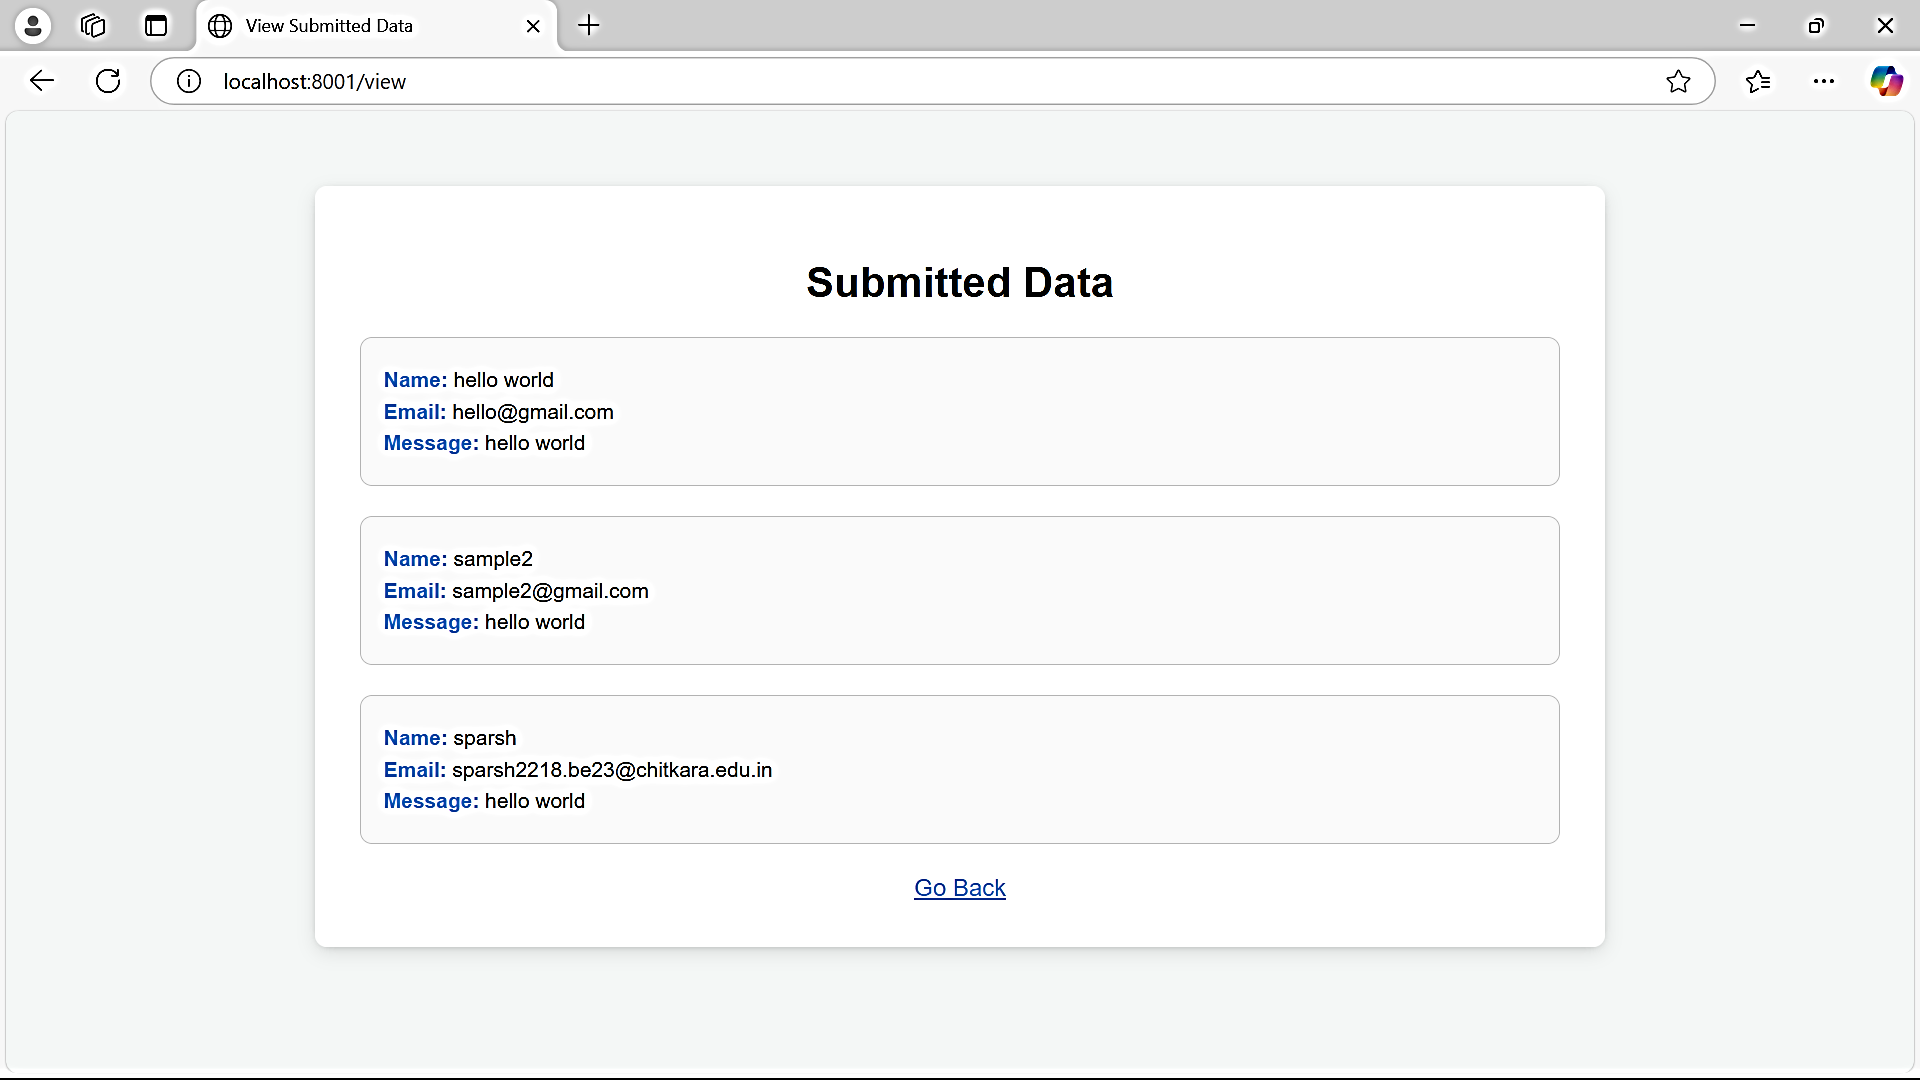 View Submitted Data
localhost:8001/view
Submitted Data
Name: hello world
Email: hello@gmail.com
Message: hello world
Name: sample2
Email: sample2@gmail.com
Message: hello world
Name: sparsh
Email: sparsh2218.be23@chitkara.edu.in
Message: hello world
Go Back